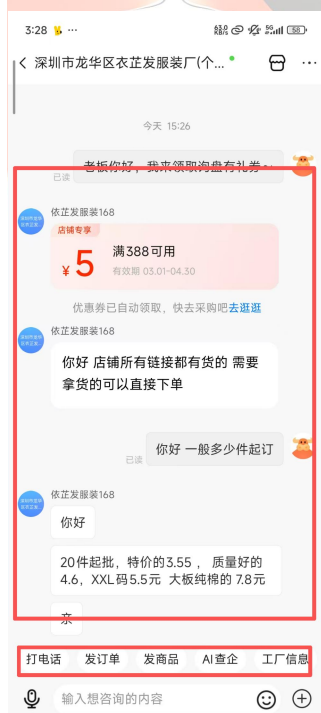 3:28
58
深圳市龙华区衣芷发服装厂(个...
今天 15:26
老板你好，我来领取询盘有礼券~
已读
依芷发服装168
店铺专享
¥5
满388可用
有效期 03.01-04.30
优惠券已自动领取，快去采购吧去逛逛
依芷发服装168
你好 店铺所有链接都有货的 需要
拿货的可以直接下单
你好 一般多少件起订
已读
依芷发服装168
你好
20件起批，特价的3.55 ， 质量好的
4.6，XXL码5.5元 大板纯棉的 7.8元
亲
打电话 发订单 发商品 AI查企 工厂信息
输入想咨询的内容